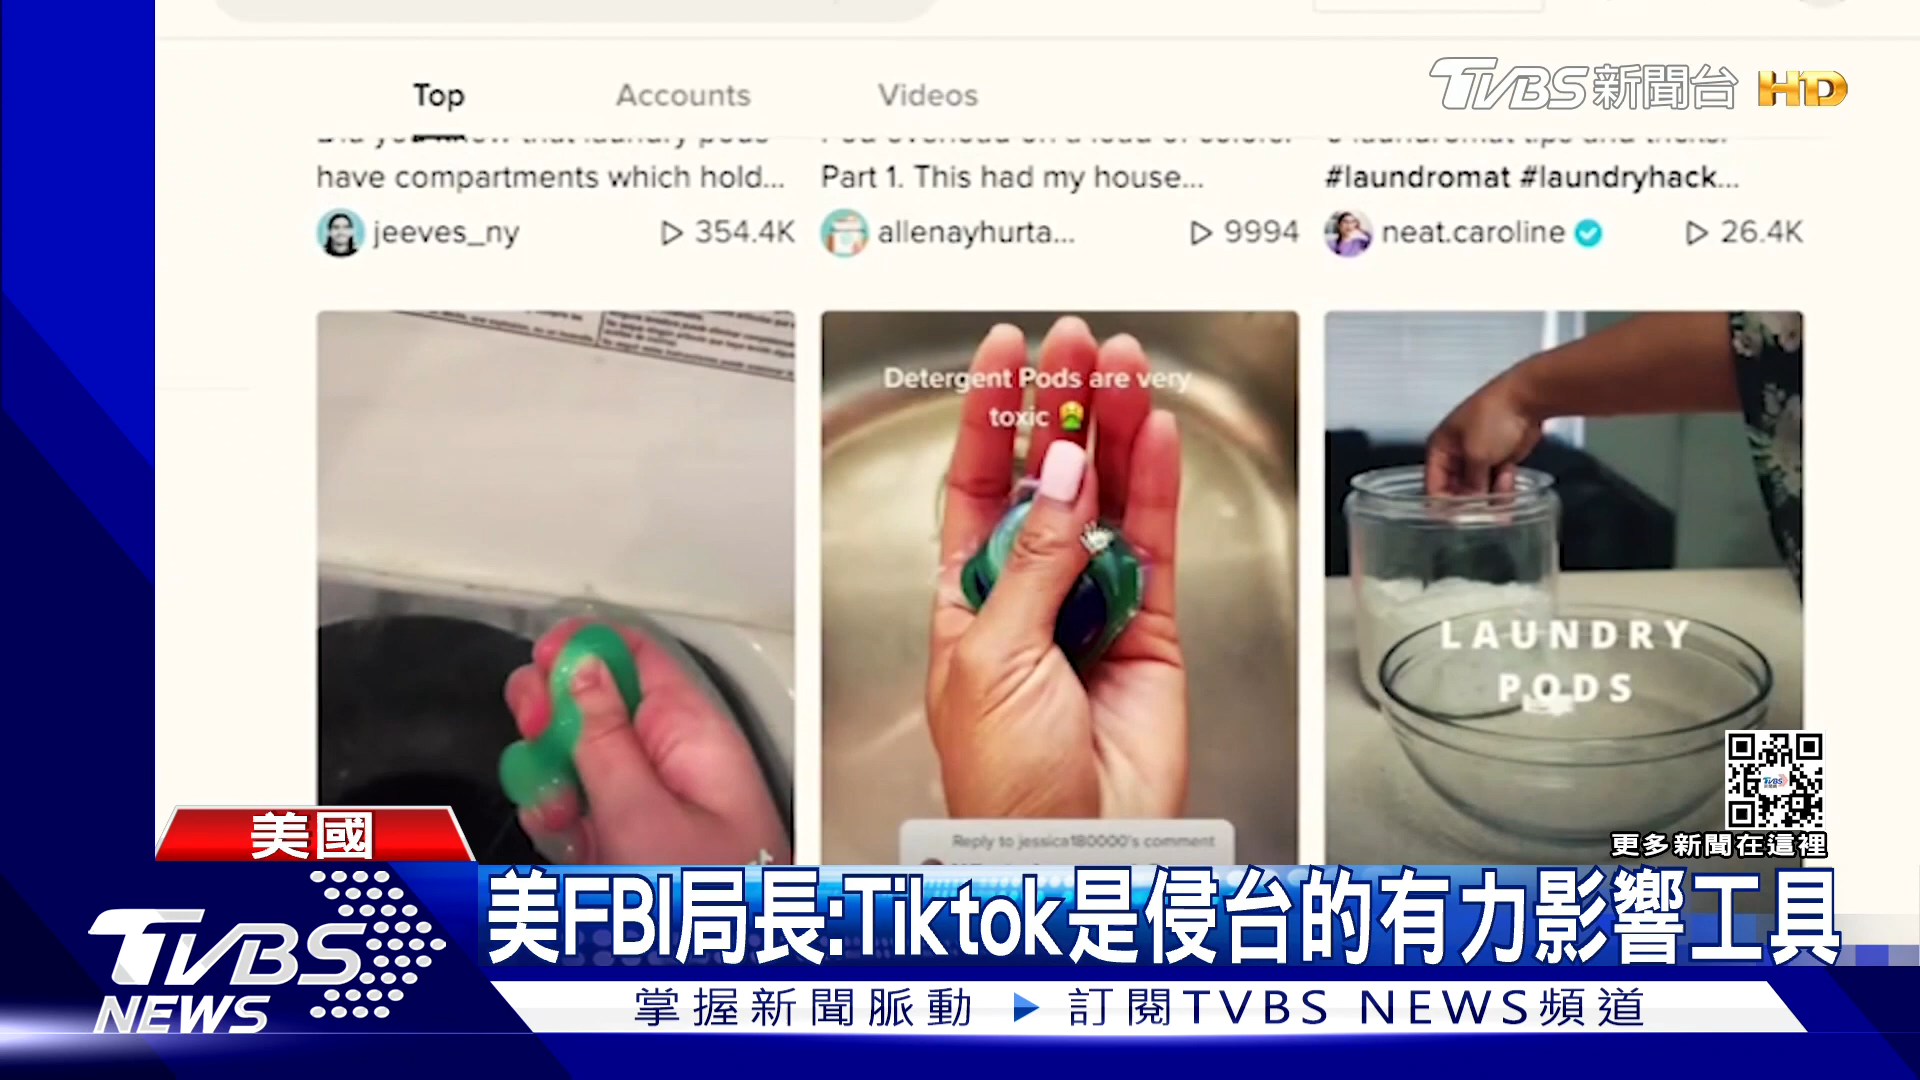 Top Accounts Videos
TVBS新聞台 HD
have compartments which hold...
jeeves_ny 354.4K
Part 1. This had my house...
allenayhurta... 9994
#laundromat #laundryhack...
neat.caroline 26.4K
Detergent Pods are very
toxic 🤮
Reply to jessica180000's comment
LAUNDRY
PODS
更多新聞在這裡
美國
美FBI局長:Tiktok是侵台的有力影響工具
TVBS
NEWS
掌握新聞脈動 ▶ 訂閱TVBS NEWS頻道